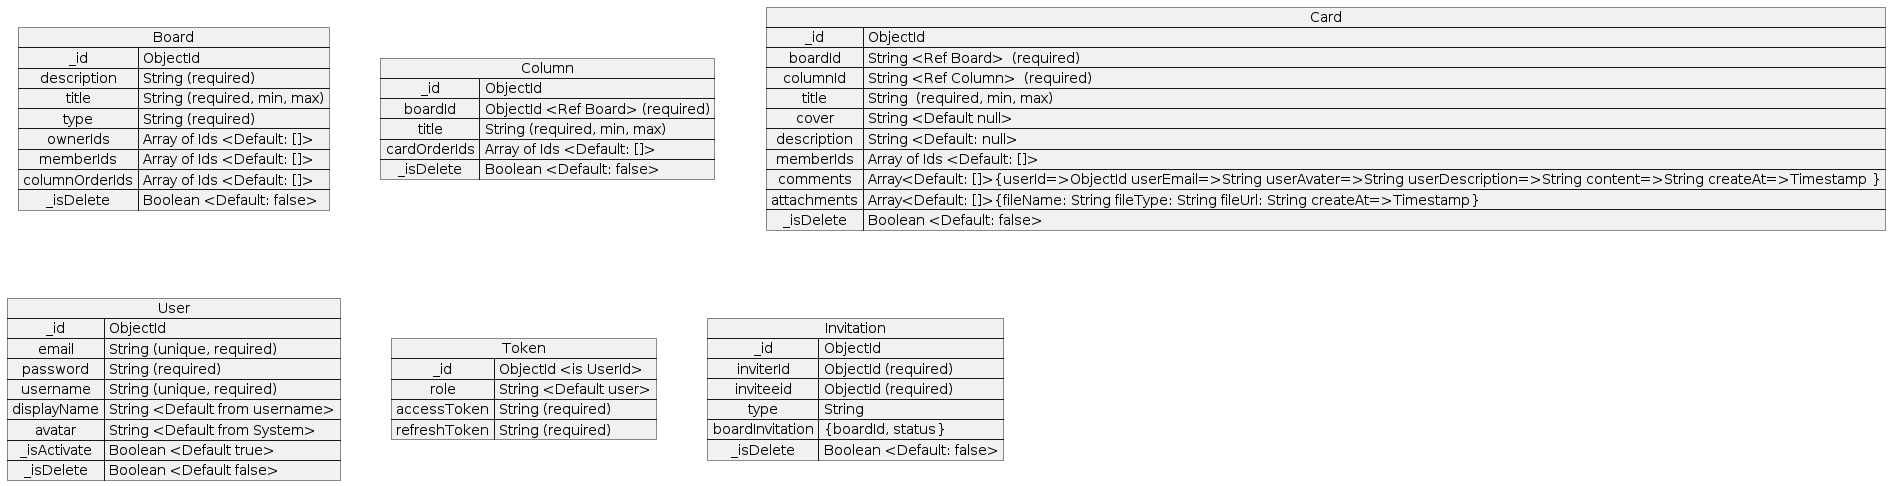 Board
_id ObjectId
description String (required)
title String (required, min, max)
type String (required)
ownerIds Array of Ids <Default: []>
memberIds Array of Ids <Default: []>
columnOrderIds Array of Ids <Default: []>
_isDelete Boolean <Default: false>
Column
_id ObjectId
boardId ObjectId <Ref Board> (required)
title String (required, min, max)
cardOrderIds Array of Ids <Default: []>
_isDelete Boolean <Default: false>
Card
_id ObjectId
boardId String <Ref Board>  (required)
columnId String <Ref Column>  (required)
title String  (required, min, max)
cover String <Default null>
description String <Default: null>
memberIds Array of Ids <Default: []>
comments Array<Default: []>{userId=>ObjectId userEmail=>String userAvater=>String userDescription=>String content=>String createAt=>Timestamp }
attachments Array<Default: []>{fileName: String fileType: String fileUrl: String createAt=>Timestamp}
_isDelete Boolean <Default: false>
User
_id ObjectId
email String (unique, required)
password String (required)
username String (unique, required)
displayName String <Default from username>
avatar String <Default from System>
_isActivate Boolean <Default true>
_isDelete Boolean <Default false>
Token
_id ObjectId <is UserId>
role String <Default user>
accessToken String (required)
refreshToken String (required)
Invitation
_id ObjectId
inviterId ObjectId (required)
inviteeid ObjectId (required)
type String
boardInvitation {boardId, status}
_isDelete Boolean <Default: false>